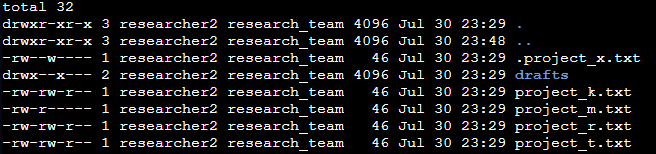 total 32
drwxr-xr-x 3 researcher2 research_team 4096 Jul 30 23:29 .
drwxr-xr-x 3 researcher2 research_team 4096 Jul 30 23:48 ..
-rw--w---- 1 researcher2 research_team   46 Jul 30 23:29 .project_x.txt
drwx--x--- 2 researcher2 research_team 4096 Jul 30 23:29 drafts
-rw-rw-rw- 1 researcher2 research_team   46 Jul 30 23:29 project_k.txt
-rw-r----- 1 researcher2 research_team   46 Jul 30 23:29 project_m.txt
-rw-rw-r-- 1 researcher2 research_team   46 Jul 30 23:29 project_r.txt
-rw-rw-r-- 1 researcher2 research_team   46 Jul 30 23:29 project_t.txt